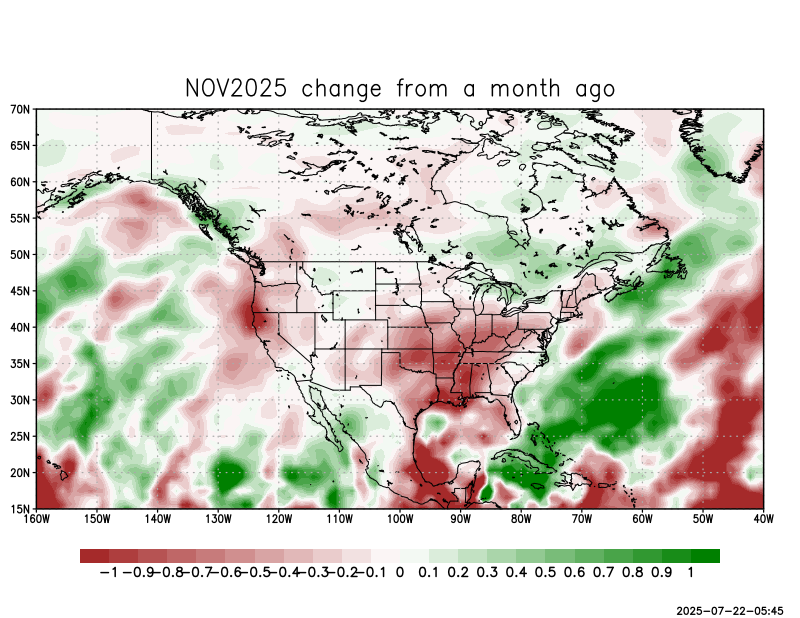 NOV2025 change from a month ago
70N
65N
60N
55N
50N
45N
40N
35N
30N
25N
20N
15N
160W 150W 140W 130W 120W 110W 100W 90W 80W 70W 60W 50W 40W
-1 -0.9 -0.8 -0.7 -0.6 -0.5 -0.4 -0.3 -0.2 -0.1 0 0.1 0.2 0.3 0.4 0.5 0.6 0.7 0.8 0.9 1
2025-07-22-05:45